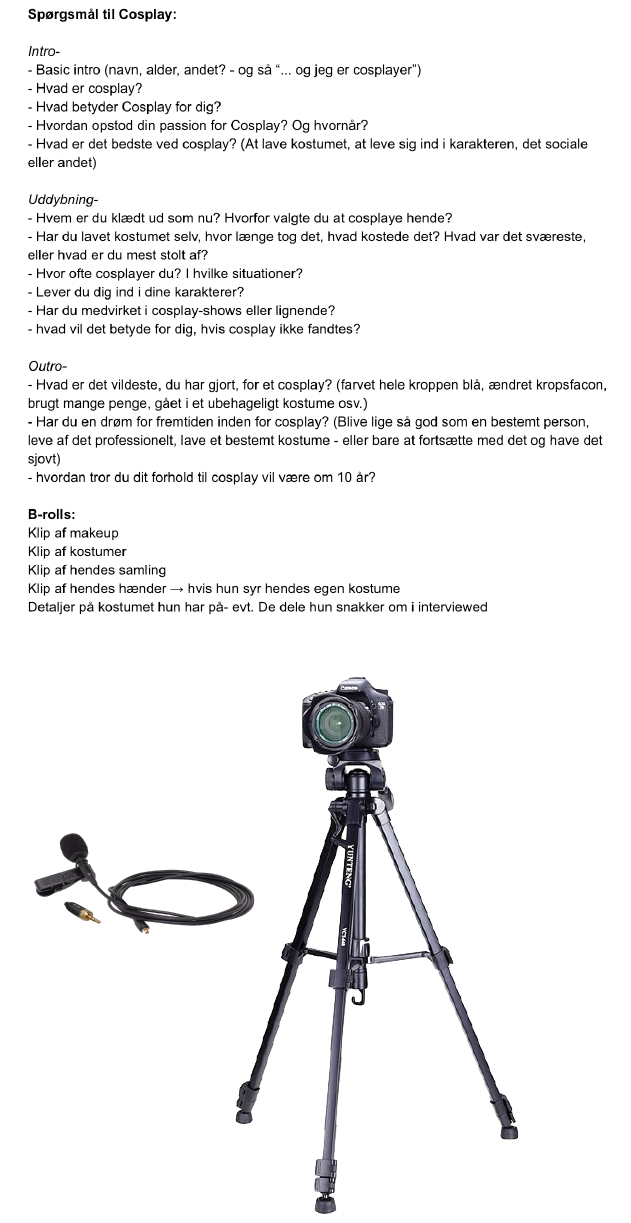 Spørgsmål til Cosplay:
Intro-
- Basic intro (navn, alder, andet? - og så “... og jeg er cosplayer”)
- Hvad er cosplay?
- Hvad betyder Cosplay for dig?
- Hvordan opstod din passion for Cosplay? Og hvornår?
- Hvad er det bedste ved cosplay? (At lave kostumet, at leve sig ind i karakteren, det sociale
eller andet)
Uddybning-
- Hvem er du klædt ud som nu? Hvorfor valgte du at cosplaye hende?
- Har du lavet kostumet selv, hvor længe tog det, hvad kostede det? Hvad var det sværeste,
eller hvad er du mest stolt af?
- Hvor ofte cosplayer du? I hvilke situationer?
- Lever du dig ind i dine karakterer?
- Har du medvirket i cosplay-shows eller lignende?
- hvad vil det betyde for dig, hvis cosplay ikke fandtes?
Outro-
- Hvad er det vildeste, du har gjort, for et cosplay? (farvet hele kroppen blå, ændret kropsfacon,
brugt mange penge, gået i et ubehageligt kostume osv.)
- Har du en drøm for fremtiden inden for cosplay? (Blive lige så god som en bestemt person,
leve af det professionelt, lave et bestemt kostume - eller bare at fortsætte med det og have det
sjovt)
- hvordan tror du dit forhold til cosplay vil være om 10 år?
B-rolls:
Klip af makeup
Klip af kostumer
Klip af hendes samling
Klip af hendes hænder → hvis hun syr hendes egen kostume
Detaljer på kostumet hun har på- evt. De dele hun snakker om i interviewed
YUNTENG